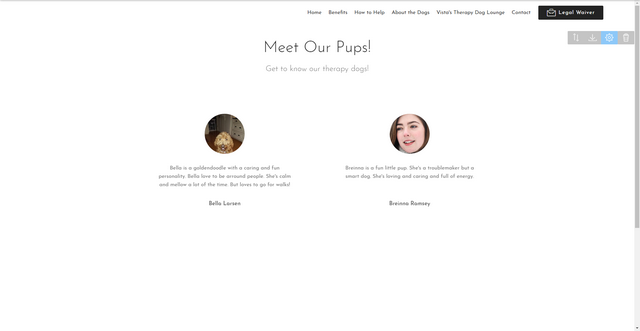 Home Benefits How to Help About the Dogs Vista's Therapy Dog Lounge Contact Legal Waiver
Meet Our Pups!
Get to know our therapy dogs!
Bella is a goldendoodle with a caring and fun
personality. Bella love to be arround people. She's calm
and mellow a lot of the time. But loves to go for walks!
Bella Larsen
Breinna is a fun little pup. She's a troublemaker but a
smart dog. She's loving and caring and full of energy.
Breinna Ramsey